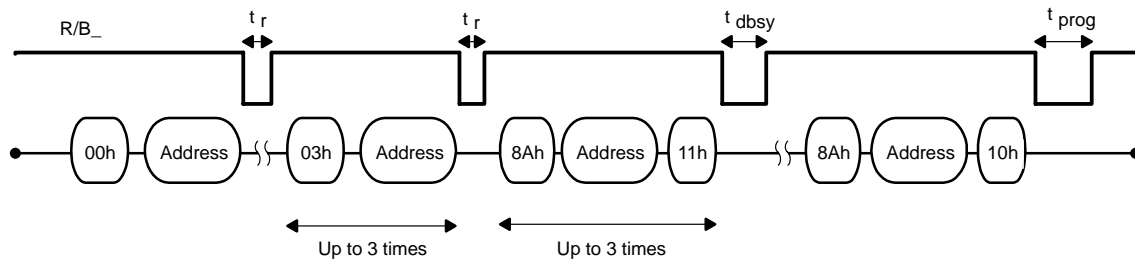 t r t r t dbsy t prog
R/B_
00h Address 03h Address 8Ah Address 11h 8Ah Address 10h
Up to 3 times Up to 3 times